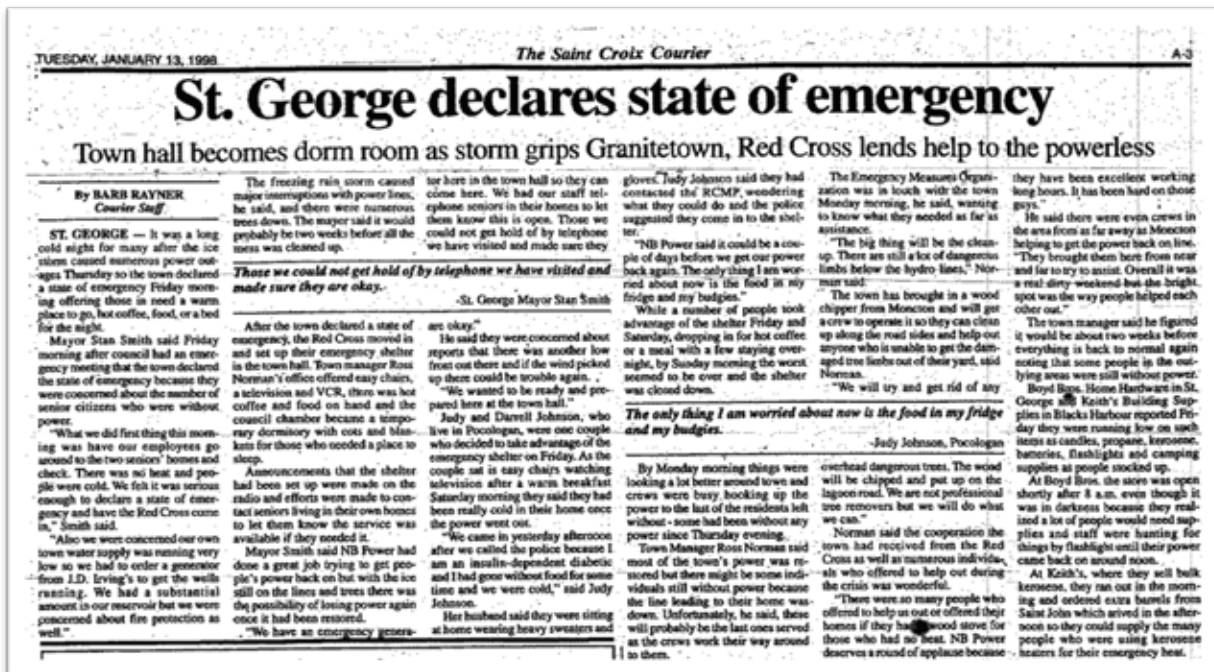 TUESDAY, JANUARY 13, 1998
The Saint Croix Courier
A-3
St. George declares state of emergency
Town hall becomes dorm room as storm grips Granitetown, Red Cross lends help to the powerless
By BARB RAYNER
Courier Staff
ST. GEORGE — It was a long
cold night for many after the ice
storm caused numerous power out-
ages Thursday so the town declared
a state of emergency Friday morn-
ing offering those in need a warm
place to go, hot coffee, food, or a bed
for the night.
Mayor Stan Smith said Friday
morning after council had an emer-
gency meeting that the town declared
the state of emergency because they
were concerned about the number of
senior citizens who were without
power.
"What we did first thing this morn-
ing was have our employees go
around to the two seniors' homes and
check. There was no heat and peo-
ple were cold. We felt it was serious
enough to declare a state of emer-
gency and have the Red Cross come
in," Smith said.
"Also we were concerned our own
town water supply was running very
low so we had to order a generator
from J.D. Irving's to get the wells
running. We had a substantial
amount in our reservoir but we were
concerned about fire protection as
well."
The freezing rain storm caused
major interruptions with power lines,
he said, and there were numerous
trees down. The mayor said it would
probably be two weeks before all the
mess was cleaned up.
Those we could not get hold of by telephone we have visited and
made sure they are okay.
-St. George Mayor Stan Smith
After the town declared a state of
emergency, the Red Cross moved in
and set up their emergency shelter
in the town hall. Town manager Ross
Norman's office offered easy chairs,
a television and VCR, there was hot
coffee and food on hand and the
council chamber became a tempo-
rary dormitory with cots and blan-
kets for those who needed a place to
sleep.
Announcements that the shelter
had been set up were made on the
radio and efforts were made to con-
tact seniors living in their own homes
to let them know the service was
available if they needed it.
Mayor Smith said NB Power had
done a great job trying to get peo-
ple's power back on but with the ice
still on the lines and trees there was
the possibility of losing power again
once it had been restored.
"We have an emergency genera-
tor here in the town hall so they can
come here. We had our staff tel-
ephone seniors in their homes to let
them know this is open. Those we
could not get hold of by telephone
we have visited and made sure they
are okay."
He said they were concerned about
reports that there was another low
front out there and if the wind picked
up there could be trouble again.
"We wanted to be ready and pre-
pared here at the town hall."
Judy and Darrell Johnson, who
live in Pocologan, were one couple
who decided to take advantage of the
emergency shelter on Friday. As the
couple sat is easy chairs watching
television after a warm breakfast
Saturday morning they said they had
been really cold in their home once
the power went out.
"We came in yesterday afternoon
after we called the police because I
am an insulin-dependent diabetic
and I had gone without food for some
time and we were cold," said Judy
Johnson.
Her husband said they were sitting
at home wearing heavy sweaters and
gloves. Judy Johnson said they had
contacted the RCMP, wondering
what they could do and the police
suggested they come in to the shel-
ter.
"NB Power said it could be a cou-
ple of days before we get our power
back again. The only thing I am wor-
ried about now is the food in my
fridge and my budgies."
While a number of people took
advantage of the shelter Friday and
Saturday, dropping in for hot coffee
or a meal with a few staying over-
night, by Sunday morning the worst
seemed to be over and the shelter
was closed down.
The only thing I am worried about now is the food in my fridge
and my budgies.
-Judy Johnson, Pocologan
By Monday morning things were
looking a lot better around town and
crews were busy hooking up the
power to the last of the residents left
without - some had been without any
power since Thursday evening.
Town Manager Ross Norman said
most of the town's power was re-
stored but there might be some indi-
viduals still without power because
the line leading to their home was
down. Unfortunately, he said, these
will probably be the last ones served
as the crews work their way around
to them.
The Emergency Measures Organi-
zation was in touch with the town
Monday morning, he said, wanting
to know what they needed as far as
assistance.
"The big thing will be the clean-
up. There are still a lot of dangerous
limbs below the hydro lines," Nor-
man said.
The town has brought in a wood
chipper from Moncton and will get
a crew to operate it so they can clean
up along the road sides and help out
anyone who is unable to get the dam-
aged tree limbs out of their yard, said
Norman.
"We will try and get rid of any
overhead dangerous trees. The wood
will be chipped and put up on the
lagoon road. We are not professional
tree removers but we will do what
we can."
Norman said the cooperation the
town had received from the Red
Cross as well as numerous individu-
als who offered to help out during
the crisis was wonderful.
"There were so many people who
offered to help us out or offered their
homes if they had wood stove for
those who had no heat. NB Power
deserves a round of applause because
they have been excellent working
long hours. It has been hard on those
guys."
He said there were even crews in
the area from as far away as Moncton
helping to get the power back on line.
"They brought them here from near
and far to try to assist. Overall it was
a real dirty weekend but the bright
spot was the way people helped each
other out."
The town manager said he figured
it would be about two weeks before
everything is back to normal again
noting that some people in the out-
lying areas were still without power.
Boyd Bros. Home Hardware in St.
George and Keith's Building Sup-
plies in Blacks Harbour reported Fri-
day they were running low on such
items as candles, propane, kerosene,
batteries, flashlights and camping
supplies as people stocked up.
At Boyd Bros. the store was open
shortly after 8 a.m. even though it
was in darkness because they real-
ized a lot of people would need sup-
plies and staff were hunting for
things by flashlight until their power
came back on around noon.
At Keith's, where they sell bulk
kerosene, they ran out in the morn-
ing and ordered extra barrels from
Saint John which arrived in the after-
noon so they could supply the many
people who were using kerosene
heaters for their emergency heat.